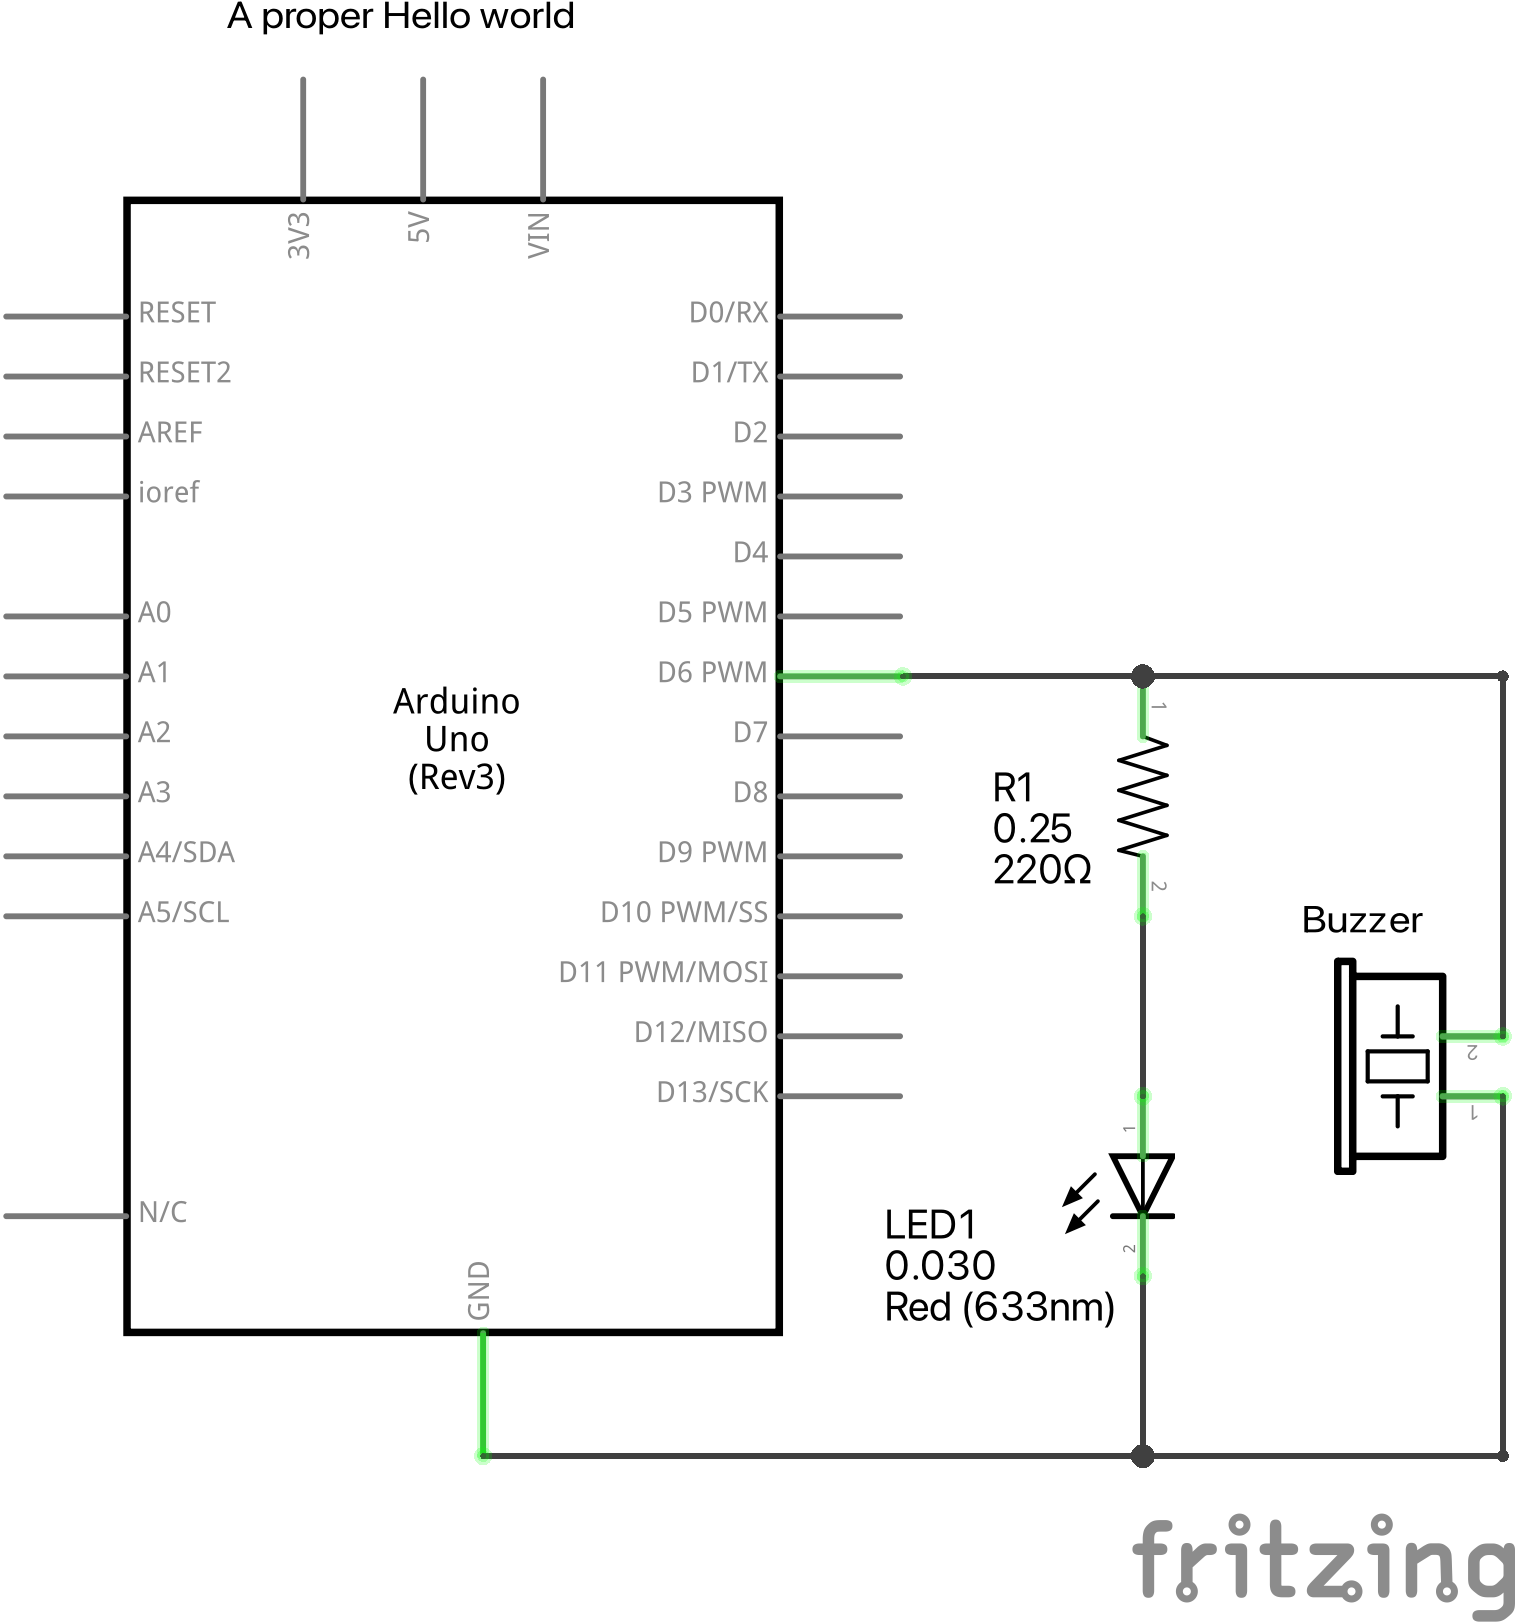 A proper Hello world
3V3
5V
VIN
RESET
RESET2
AREF
ioref
A0
A1
A2
A3
A4/SDA
A5/SCL
N/C
Arduino
Uno
(Rev3)
GND
D0/RX
D1/TX
D2
D3 PWM
D4
D5 PWM
D6 PWM
D7
D8
D9 PWM
D10 PWM/SS
D11 PWM/MOSI
D12/MISO
D13/SCK
1
R1
0.25
220Ω
2
1
LED1
0.030
Red (633nm)
2
Buzzer
2
1
fritzing